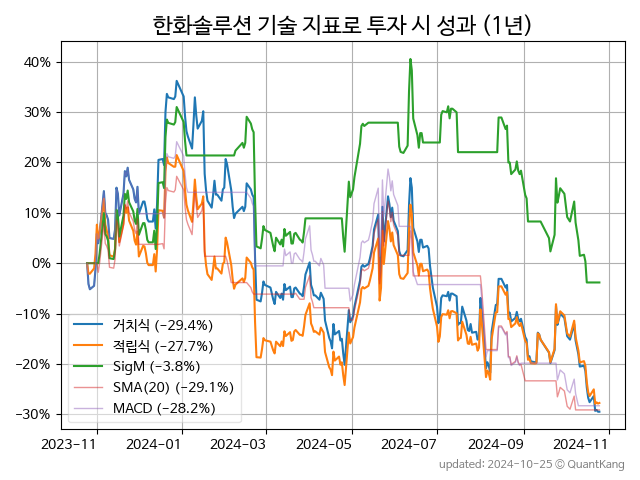 한화솔루션 기술 지표로 투자 시 성과 (1년)
40%
30%
20%
10%
0%
−10%
−20%
−30%
거치식 (−29.4%)
적립식 (−27.7%)
SigM (−3.8%)
SMA(20) (−29.1%)
MACD (−28.2%)
2023-11 2024-01 2024-03 2024-05 2024-07 2024-09 2024-11
updated: 2024-10-25 © QuantKang